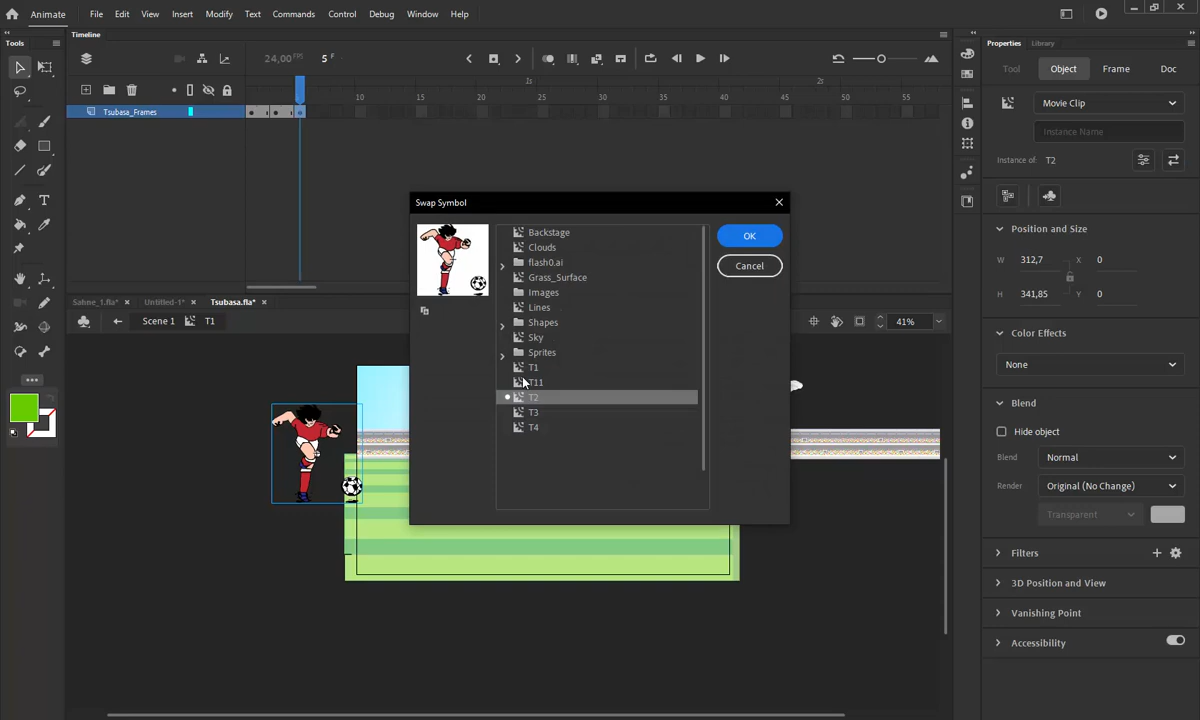 Animate File Edit View Insert Modify Text Commands Control Debug Window Help
Tools Timeline Properties Library
24,00 FPS 5 F
Tool Object Frame Doc
1s 2s
10 15 20 25 30 35 40 45 50 55
Tsubasa_Frames
Movie Clip
Instance Name
Instance of: T2
Swap Symbol
Backstage
Clouds
flash0.ai
Grass_Surface
Images
Lines
Shapes
Sky
Sprites
T1
T11
T2
T3
T4
OK
Cancel
Position and Size
W 312,7 X 0
H 341,85 Y 0
Sahne_1.fla* Untitled-1* Tsubasa.fla*
Scene 1 T1 41%
Color Effects
None
Blend
Hide object
Blend Normal
Render Original (No Change)
Transparent
Filters
3D Position and View
Vanishing Point
Accessibility